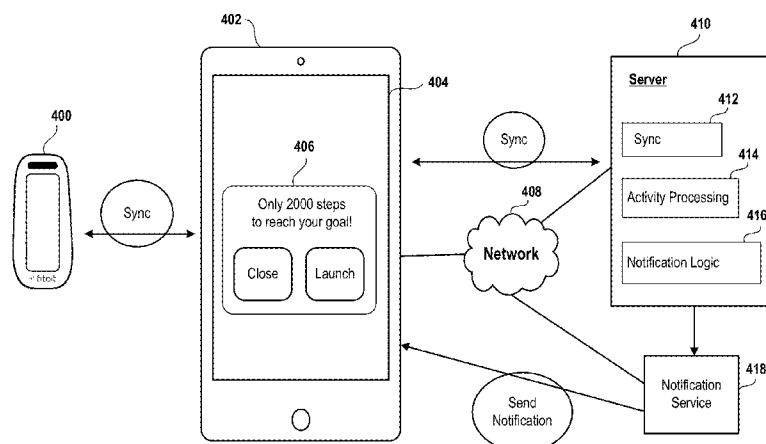 402
410
404
Server
400
412
Sync
Sync
406
414
Only 2000 steps
to reach your goal!
Activity Processing
Sync
408
416
Network
Close
Launch
Notification Logic
Notification
Service
418
Send
Notification